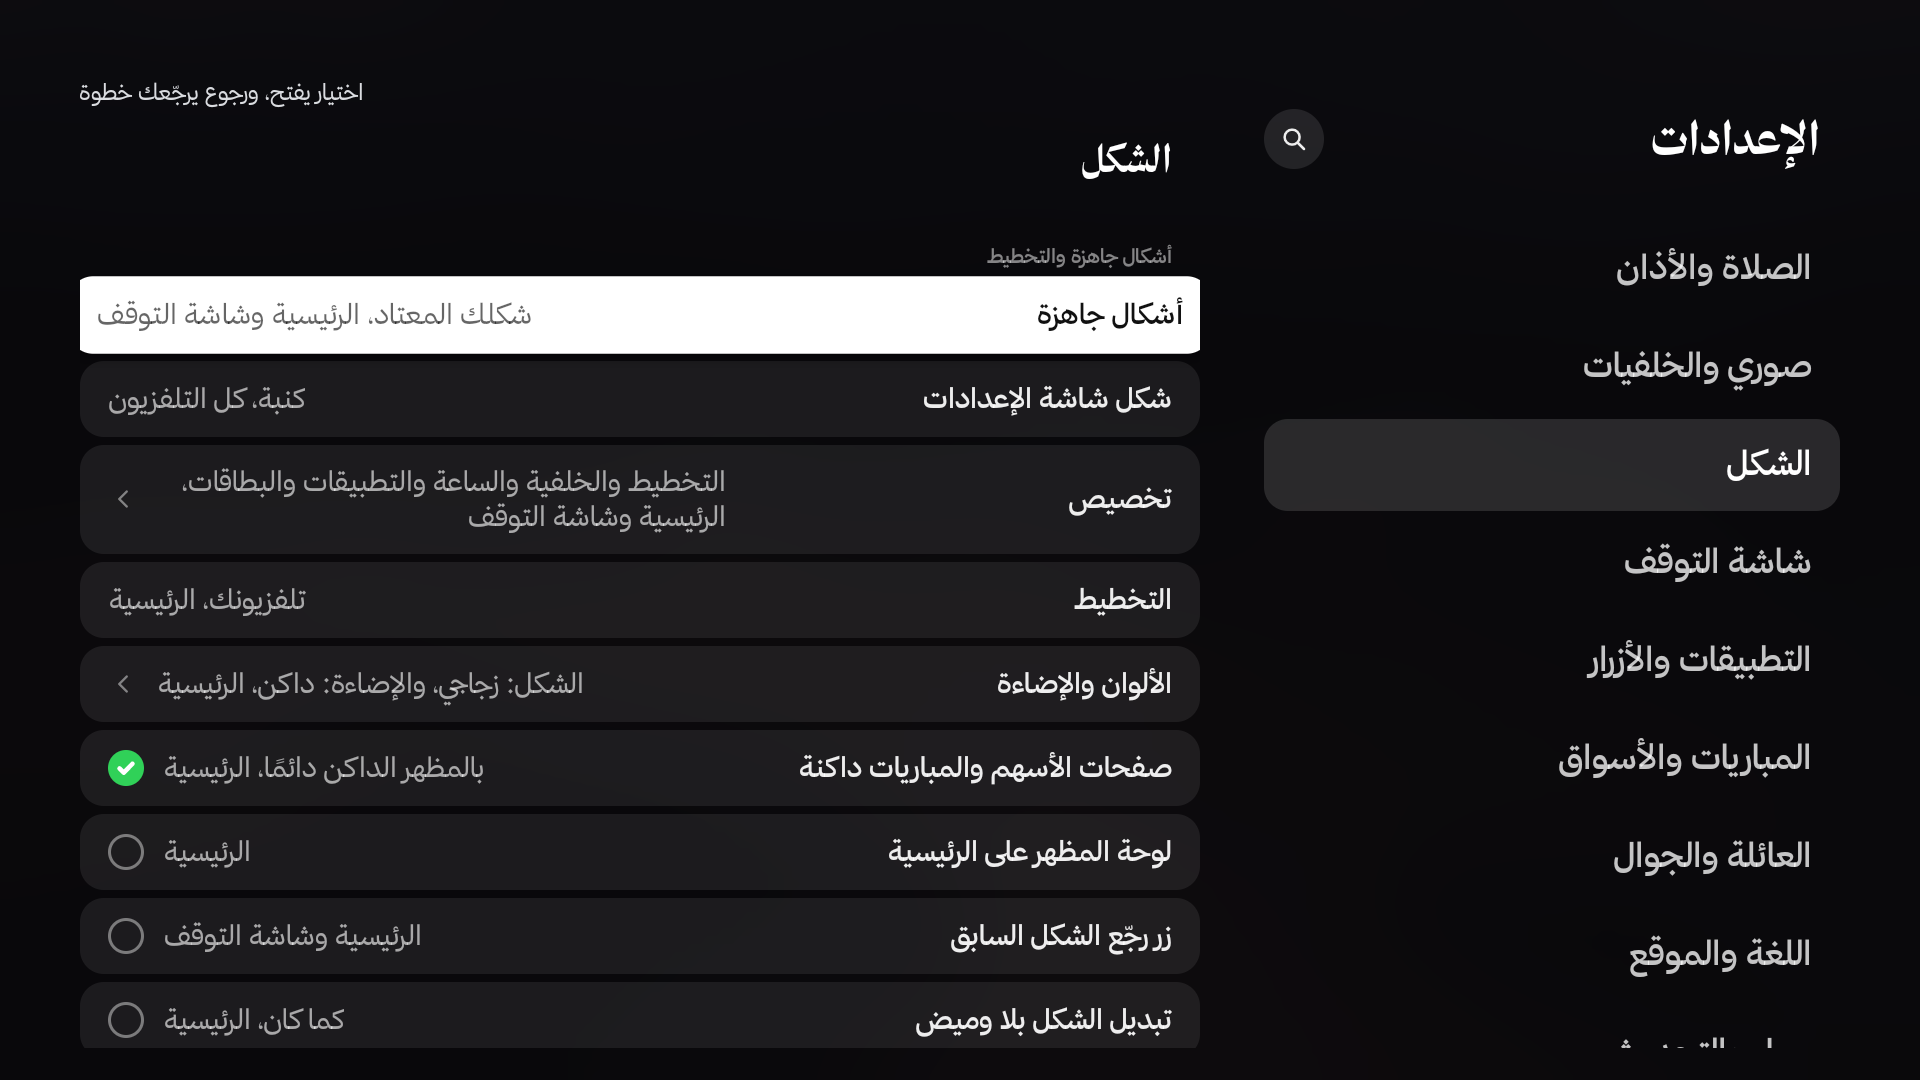 الإعدادات
الصلاة والأذان
صوري والخلفيات
الشكل
شاشة التوقف
التطبيقات والأزرار
المباريات والأسواق
العائلة والجوال
اللغة والموقع
اختيار يفتح، ورجوع يرجّعك خطوة
الشكل
أشكال جاهزة والتخطيط
أشكال جاهزة شكلك المعتاد، الرئيسية وشاشة التوقف
شكل شاشة الإعدادات كنبة، كل التلفزيون
تخصيص التخطيط والخلفية والساعة والتطبيقات والبطاقات،
الرئيسية وشاشة التوقف
التخطيط تلفزيونك، الرئيسية
الألوان والإضاءة الشكل: زجاجي، والإضاءة: داكن، الرئيسية
صفحات الأسهم والمباريات داكنة بالمظهر الداكن دائمًا، الرئيسية
لوحة المظهر على الرئيسية الرئيسية
زر رجّع الشكل السابق الرئيسية وشاشة التوقف
تبديل الشكل بلا وميض كما كان، الرئيسية